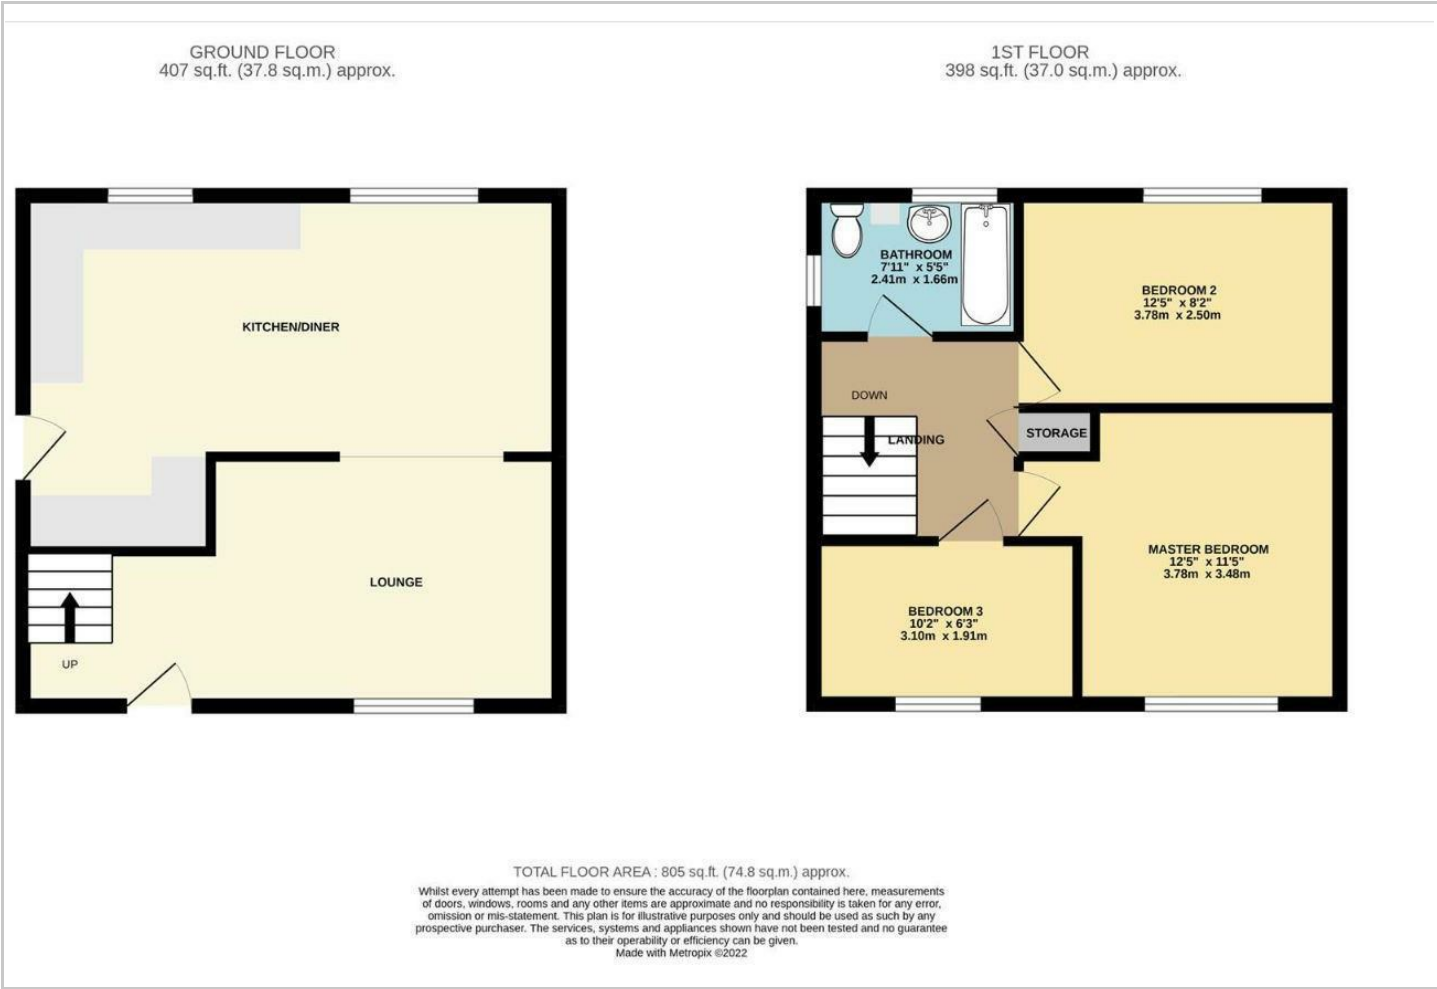 GROUND FLOOR
407 sq.ft. (37.8 sq.m.) approx.
1ST FLOOR
398 sq.ft. (37.0 sq.m.) approx.
KITCHEN/DINER
LOUNGE
UP
BATHROOM
7'11" x 5'5"
2.41m x 1.66m
BEDROOM 2
12'5" x 8'2"
3.78m x 2.50m
DOWN
LANDING
STORAGE
MASTER BEDROOM
12'5" x 11'5"
3.78m x 3.48m
BEDROOM 3
10'2" x 6'3"
3.10m x 1.91m
TOTAL FLOOR AREA : 805 sq.ft. (74.8 sq.m.) approx.
Whilst every attempt has been made to ensure the accuracy of the floorplan contained here, measurements
of doors, windows, rooms and any other items are approximate and no responsibility is taken for any error,
omission or mis-statement. This plan is for illustrative purposes only and should be used as such by any
prospective purchaser. The services, systems and appliances shown have not been tested and no guarantee
as to their operability or efficiency can be given.
Made with Metropix ©2022